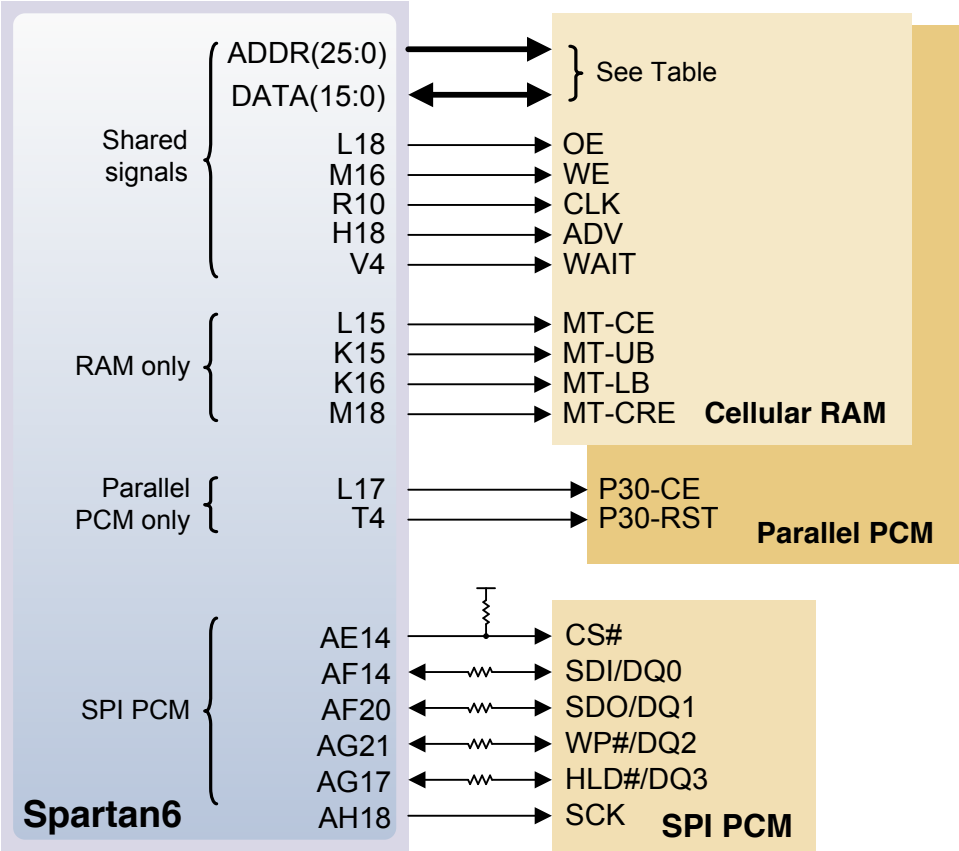 ADDR(25:0)
See Table
DATA(15:0)
Shared
signals
L18 OE
M16 WE
R10 CLK
H18 ADV
V4 WAIT
RAM only
L15 MT-CE
K15 MT-UB
K16 MT-LB
M18 MT-CRE
Cellular RAM
Parallel
PCM only
L17 P30-CE
T4 P30-RST
Parallel PCM
SPI PCM
AE14 CS#
AF14 SDI/DQ0
AF20 SDO/DQ1
AG21 WP#/DQ2
AG17 HLD#/DQ3
AH18 SCK
Spartan6
SPI PCM